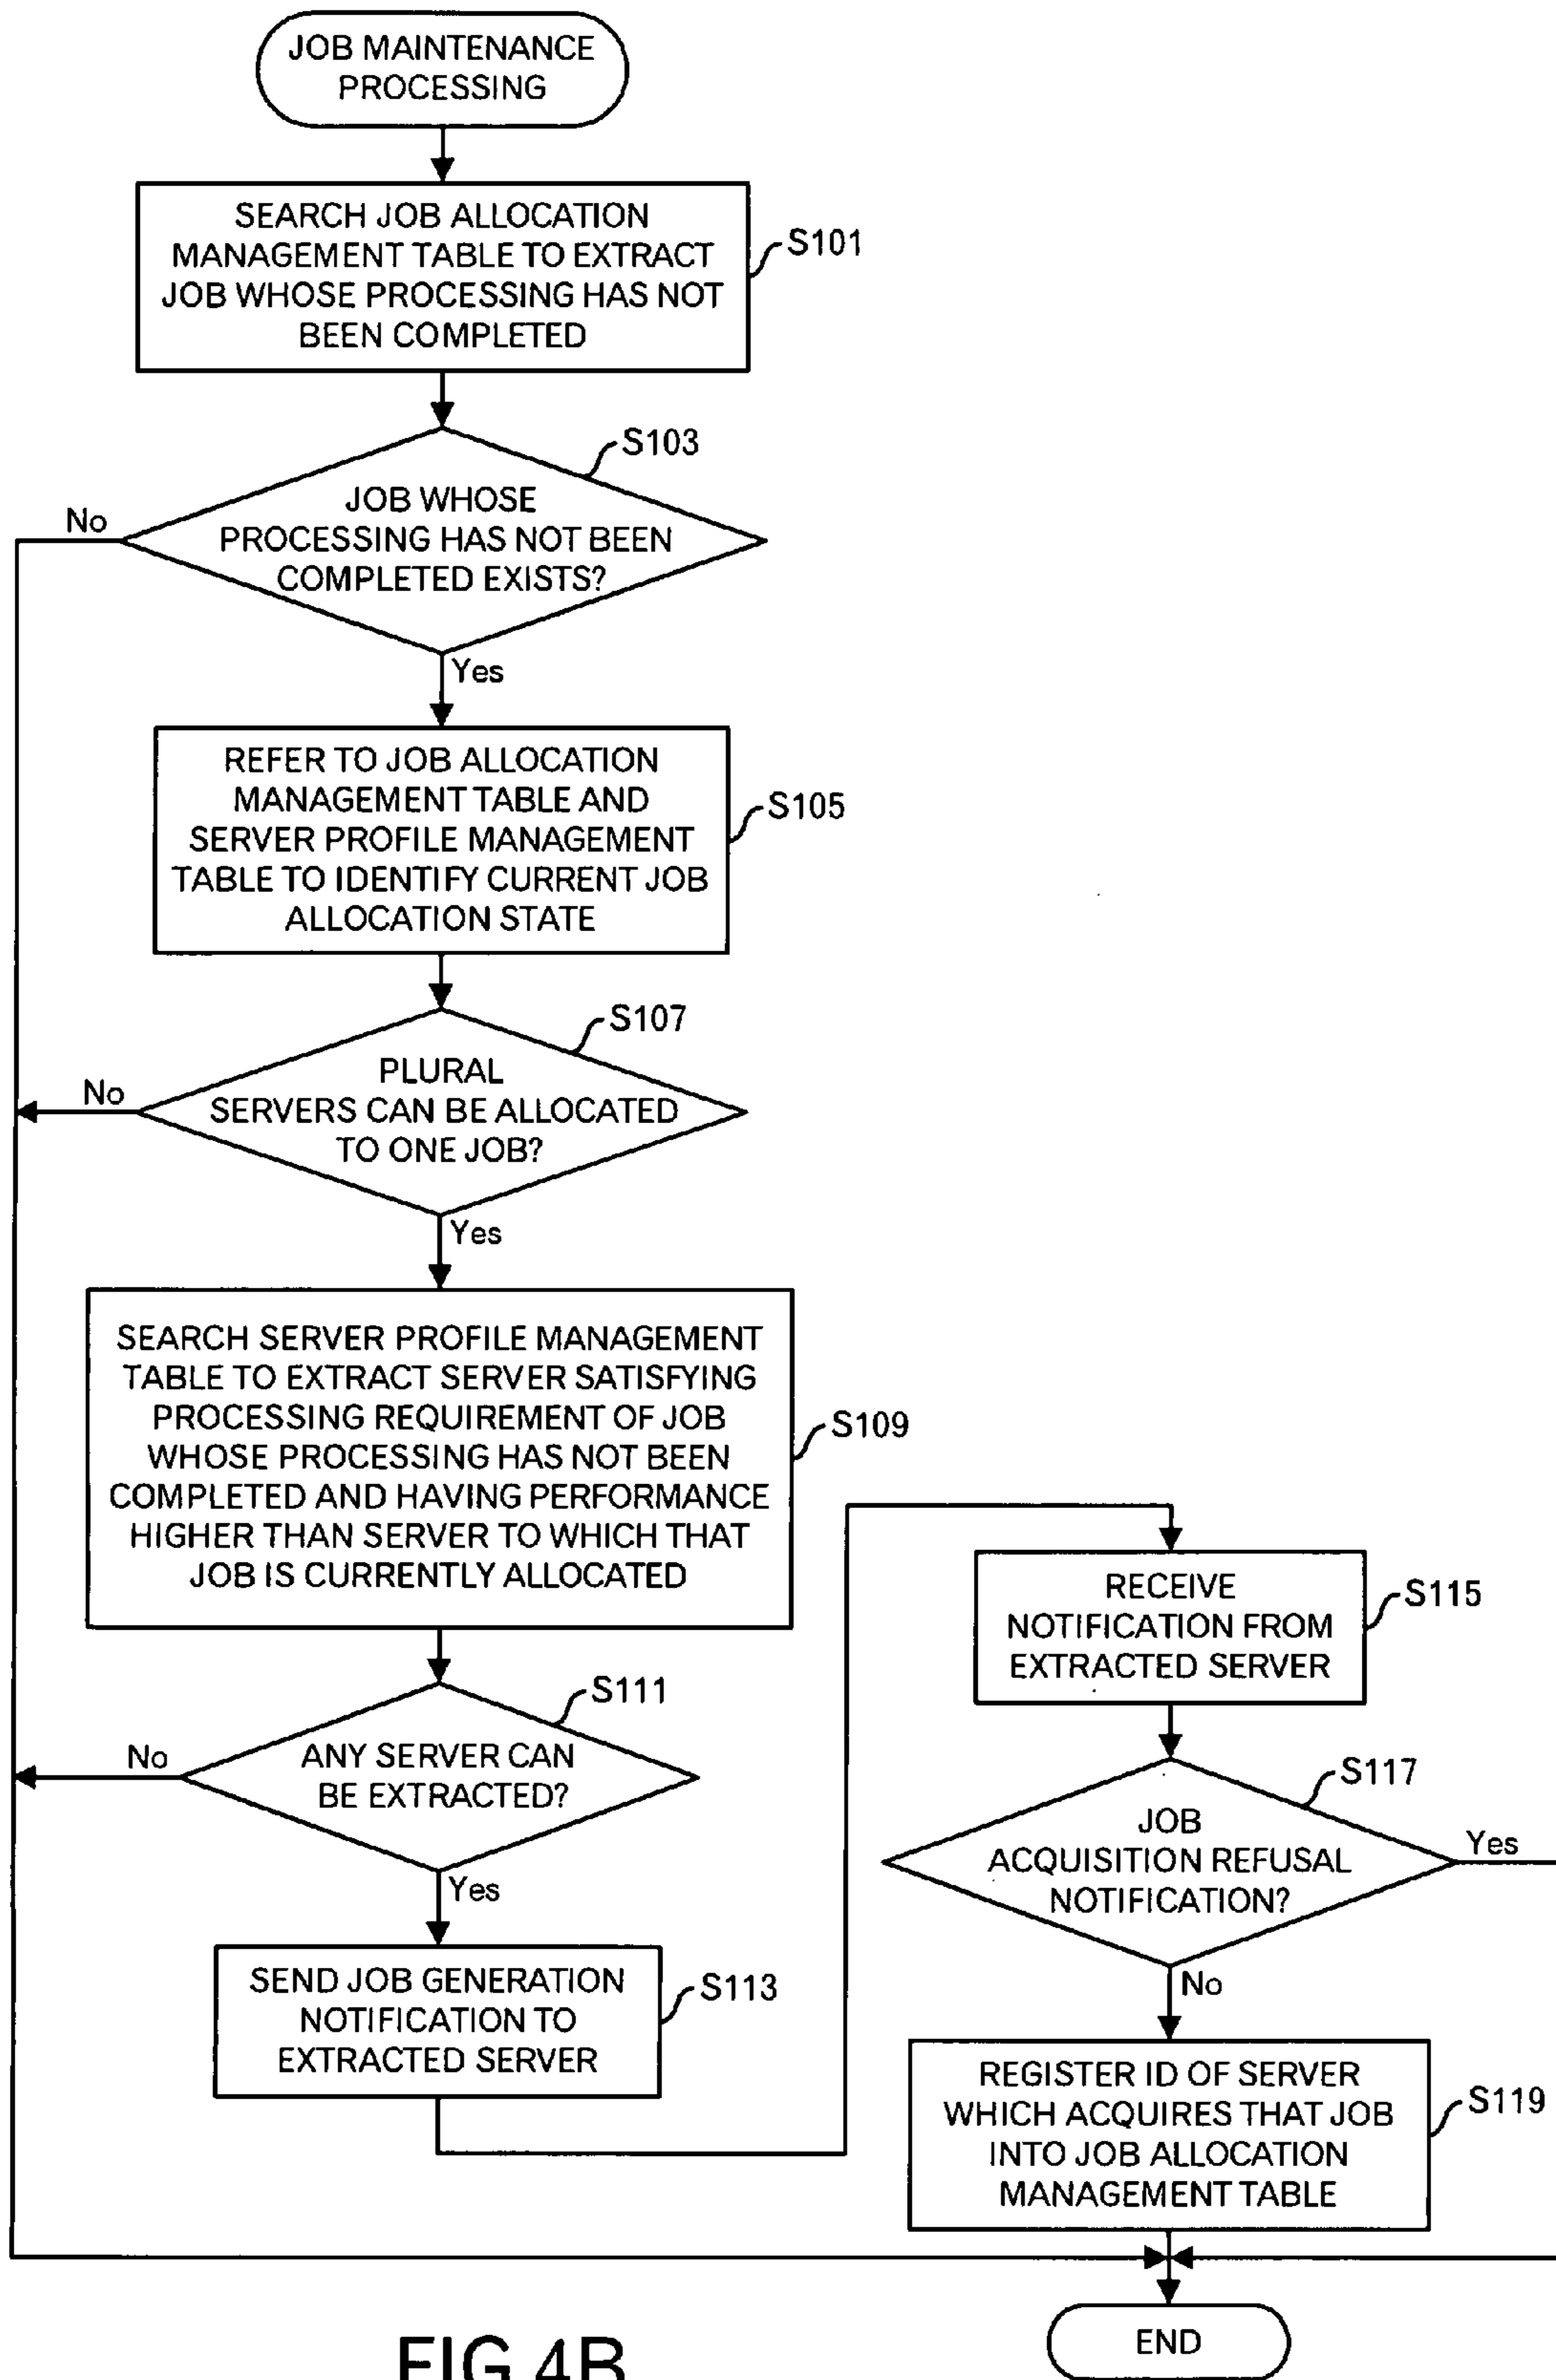 JOB MAINTENANCE
PROCESSING
SEARCH JOB ALLOCATION
MANAGEMENT TABLE TO EXTRACT
JOB WHOSE PROCESSING HAS NOT
BEEN COMPLETED
S101
S103
JOB WHOSE
PROCESSING HAS NOT BEEN
COMPLETED EXISTS?
No
Yes
REFER TO JOB ALLOCATION
MANAGEMENT TABLE AND
SERVER PROFILE MANAGEMENT
TABLE TO IDENTIFY CURRENT JOB
ALLOCATION STATE
S105
S107
PLURAL
SERVERS CAN BE ALLOCATED
TO ONE JOB?
No
Yes
SEARCH SERVER PROFILE MANAGEMENT
TABLE TO EXTRACT SERVER SATISFYING
PROCESSING REQUIREMENT OF JOB
WHOSE PROCESSING HAS NOT BEEN
COMPLETED AND HAVING PERFORMANCE
HIGHER THAN SERVER TO WHICH THAT
JOB IS CURRENTLY ALLOCATED
S109
S111
ANY SERVER CAN
BE EXTRACTED?
No
Yes
SEND JOB GENERATION
NOTIFICATION TO
EXTRACTED SERVER
S113
RECEIVE
NOTIFICATION FROM
EXTRACTED SERVER
S115
S117
JOB
ACQUISITION REFUSAL
NOTIFICATION?
Yes
No
REGISTER ID OF SERVER
WHICH ACQUIRES THAT JOB
INTO JOB ALLOCATION
MANAGEMENT TABLE
S119
END
FIG.4B